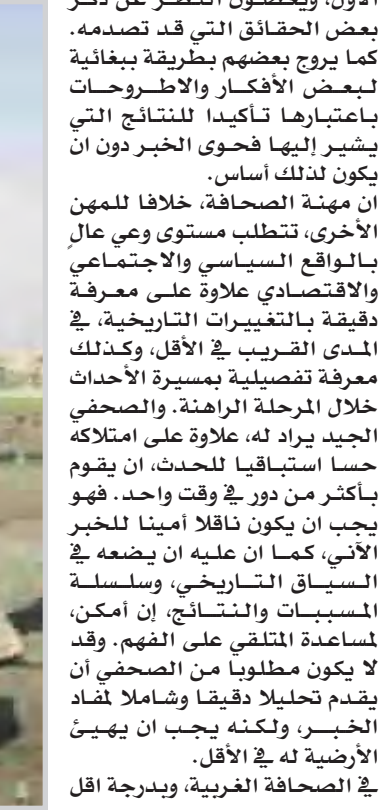 الأول، ويغضون النظر عن ذكر
بعض الحقائق التي قد تصدمه.
كما يروج بعضهم بطريقة ببغائية
لبعض الأفكار والاطروحات
باعتبارها تأكيدا للنتائج التي
يشير إليها فحوى الخبر دون ان
يكون لذلك أساس.
ان مهنة الصحافة، خلافا للمهن
الأخرى، تتطلب مستوى وعي عالٍ
بالواقع السياسي والاجتماعي
والاقتصادي علاوة على معرفة
دقيقة بالتغييرات التاريخية، في
المدى القريب في الأقل، وكذلك
معرفة تفصيلية بمسيرة الأحداث
خلال المرحلة الراهنة. والصحفي
الجيد يراد له، علاوة على امتلاكه
حسا استباقيا للحدث، ان يقوم
بأكثر من دور في وقت واحد. فهو
يجب ان يكون ناقلا أمينا للخبر
الآني، كما ان عليه ان يضعه في
السياق التاريخي، وسلسلة
المسببات والنتائج، إن أمكن،
لمساعدة المتلقي على الفهم. وقد
لا يكون مطلوبا من الصحفي أن
يقدم تحليلا دقيقا وشاملا لمفاد
الخبر، ولكنه يجب ان يهيئ
الأرضية له في الأقل.
في الصحافة الغربية، وبدرجة اقل